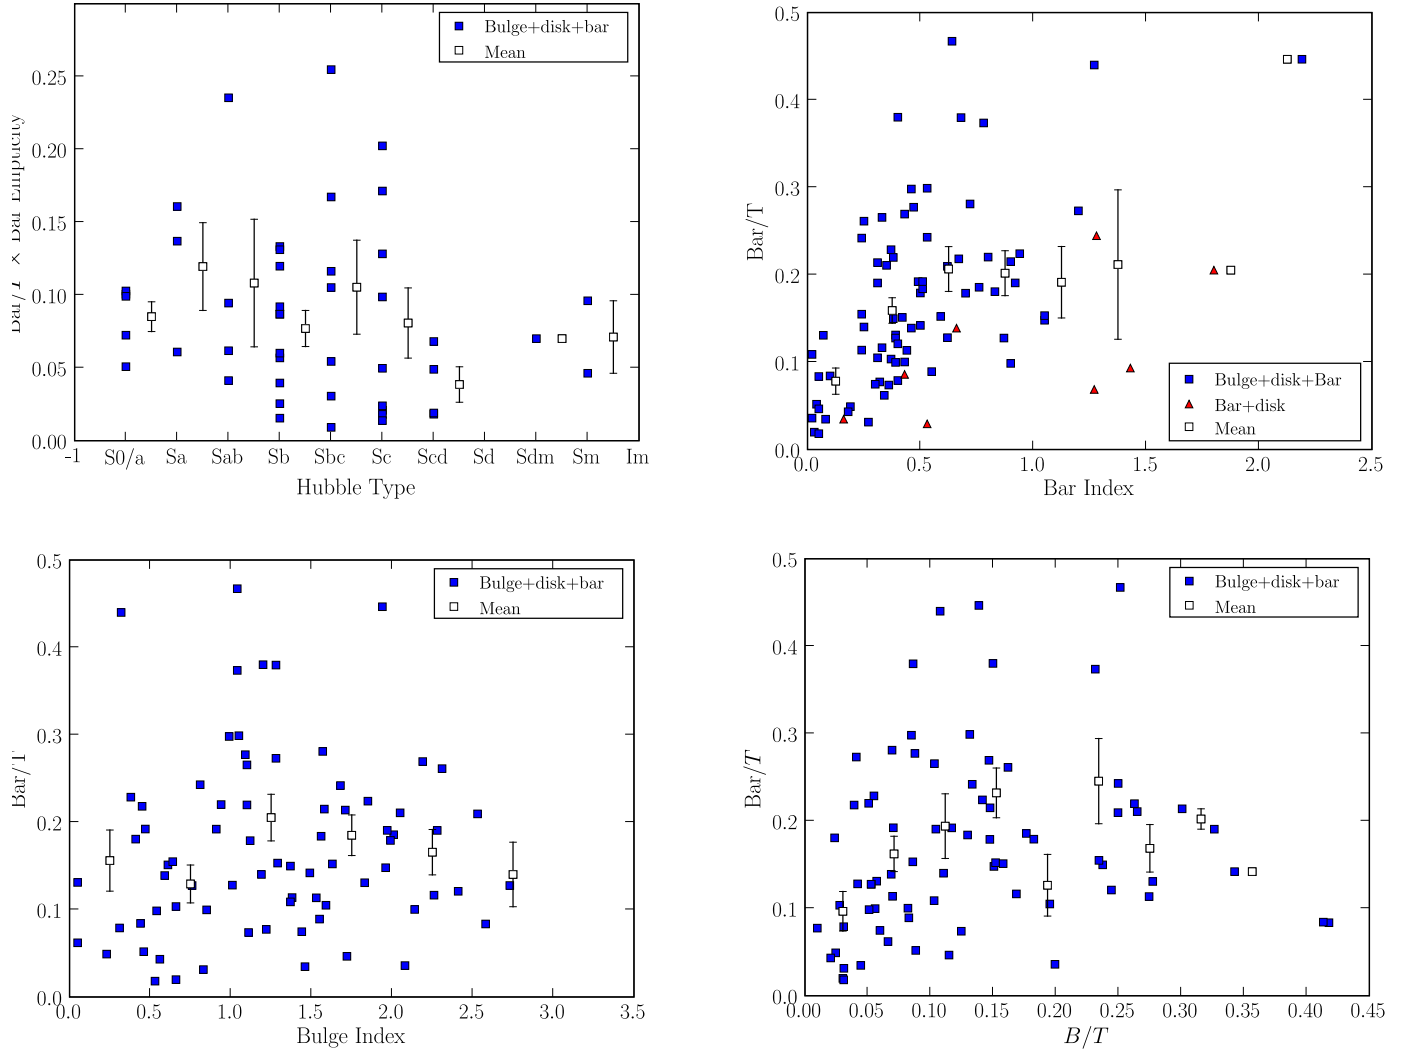 Bulge+disk+bar
Mean
0.25
0.20
0.15
0.10
0.05
0.00
-1 S0/a Sa Sab Sb Sbc Sc Scd Sd Sdm Sm Im
Hubble Type
Bar/T × Bar Ellipticity
0.5
0.4
0.3
0.2
0.1
0.0
Bar/T
Bulge+disk+Bar
Bar+disk
Mean
0.0 0.5 1.0 1.5 2.0 2.5
Bar Index
0.5
0.4
0.3
0.2
0.1
0.0
Bar/T
Bulge+disk+bar
Mean
0.0 0.5 1.0 1.5 2.0 2.5 3.0 3.5
Bulge Index
0.5
0.4
0.3
0.2
0.1
0.0
Bar/T
Bulge+disk+bar
Mean
0.00 0.05 0.10 0.15 0.20 0.25 0.30 0.35 0.40 0.45
B/T